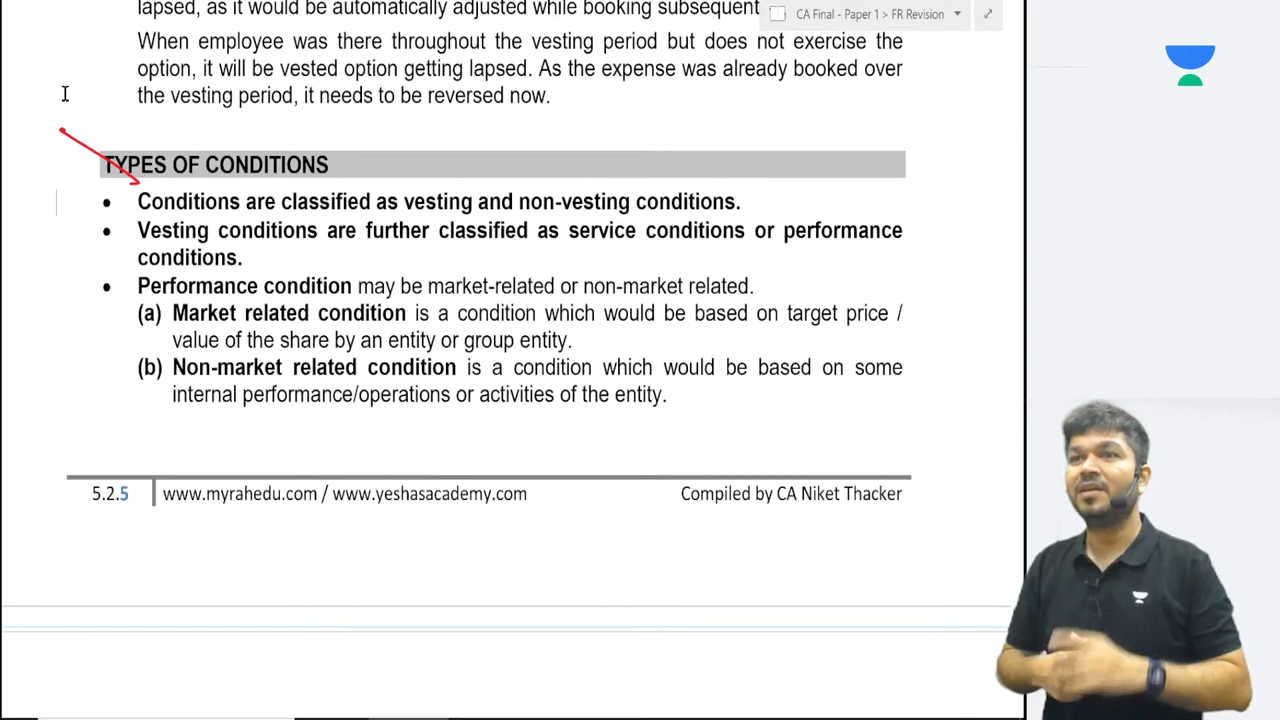 lapsed, as it would be automatically adjusted while booking subsequent
CA Final - Paper 1 > FR Revision
When employee was there throughout the vesting period but does not exercise the
option, it will be vested option getting lapsed. As the expense was already booked over
the vesting period, it needs to be reversed now.
TYPES OF CONDITIONS
• Conditions are classified as vesting and non-vesting conditions.
• Vesting conditions are further classified as service conditions or performance
conditions.
• Performance condition may be market-related or non-market related.
(a) Market related condition is a condition which would be based on target price /
value of the share by an entity or group entity.
(b) Non-market related condition is a condition which would be based on some
internal performance/operations or activities of the entity.
5.2.5 www.myrahedu.com / www.yeshasacademy.com Compiled by CA Niket Thacker